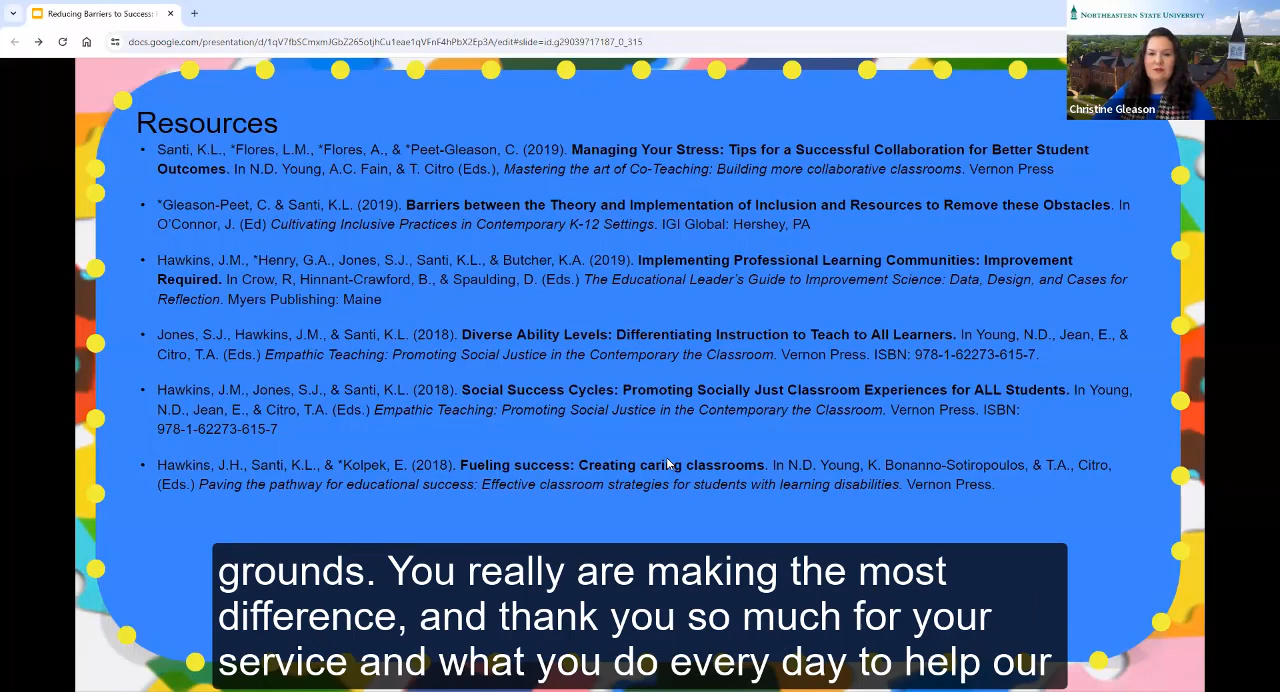 Reducing Barriers to Success:
docs.google.com/presentation/d/
NORTHEASTERN STATE UNIVERSITY
Christine Gleason
Resources
• Santi, K.L., *Flores, L.M., *Flores, A., & *Peet-Gleason, C. (2019). Managing Your Stress: Tips for a Successful Collaboration for Better Student
Outcomes. In N.D. Young, A.C. Fain, & T. Citro (Eds.), Mastering the art of Co-Teaching: Building more collaborative classrooms. Vernon Press
• *Gleason-Peet, C. & Santi, K.L. (2019). Barriers between the Theory and Implementation of Inclusion and Resources to Remove these Obstacles. In
O'Connor, J. (Ed) Cultivating Inclusive Practices in Contemporary K-12 Settings. IGI Global: Hershey, PA
• Hawkins, J.M., *Henry, G.A., Jones, S.J., Santi, K.L., & Butcher, K.A. (2019). Implementing Professional Learning Communities: Improvement
Required. In Crow, R, Hinnant-Crawford, B., & Spaulding, D. (Eds.) The Educational Leader's Guide to Improvement Science: Data, Design, and Cases for
Reflection. Myers Publishing: Maine
• Jones, S.J., Hawkins, J.M., & Santi, K.L. (2018). Diverse Ability Levels: Differentiating Instruction to Teach to All Learners. In Young, N.D., Jean, E., &
Citro, T.A. (Eds.) Empathic Teaching: Promoting Social Justice in the Contemporary the Classroom. Vernon Press. ISBN: 978-1-62273-615-7.
• Hawkins, J.M., Jones, S.J., & Santi, K.L. (2018). Social Success Cycles: Promoting Socially Just Classroom Experiences for ALL Students. In Young,
N.D., Jean, E., & Citro, T.A. (Eds.) Empathic Teaching: Promoting Social Justice in the Contemporary the Classroom. Vernon Press. ISBN:
978-1-62273-615-7
• Hawkins, J.H., Santi, K.L., & *Kolpek, E. (2018). Fueling success: Creating caring classrooms. In N.D. Young, K. Bonanno-Sotiropoulos, & T.A., Citro,
(Eds.) Paving the pathway for educational success: Effective classroom strategies for students with learning disabilities. Vernon Press.
grounds. You really are making the most
difference, and thank you so much for your
service and what you do every day to help our